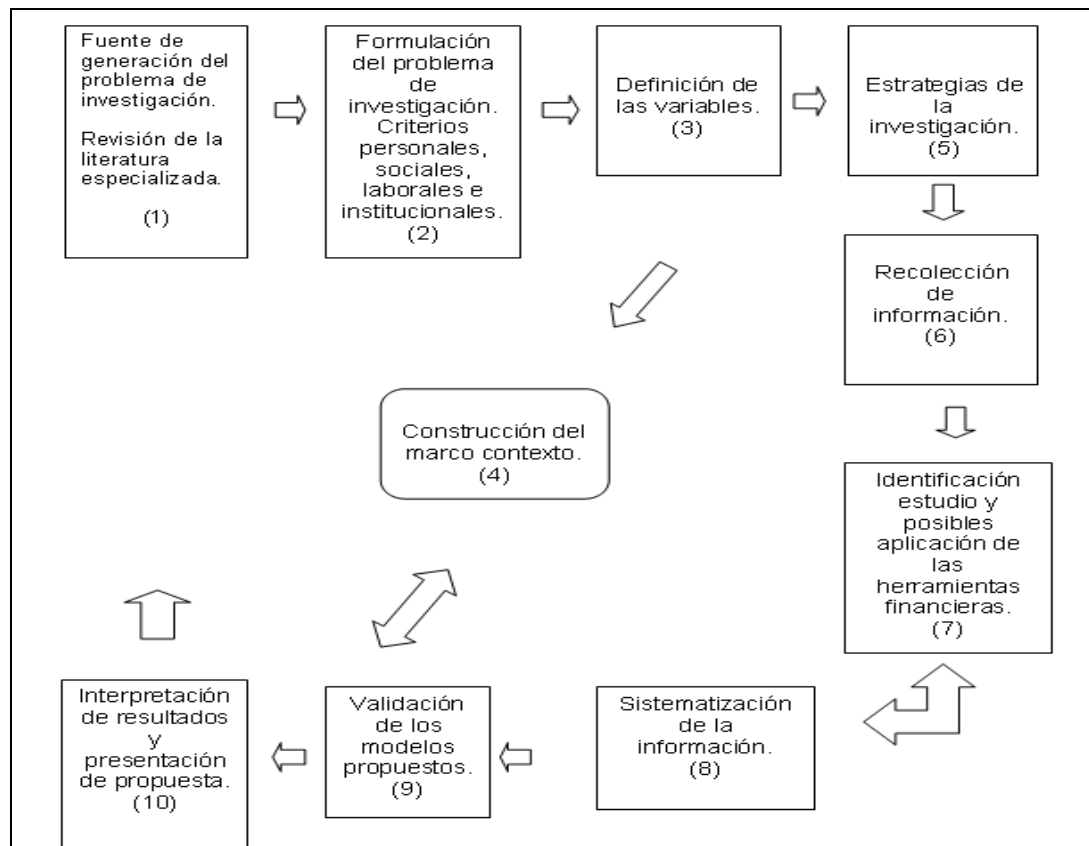 Fuente de
generación del
problema de
investigación.
Revisión de la
literatura
especializada.
(1)
Formulación
del problema
de
investigación.
Criterios
personales,
sociales,
laborales e
institucionales.
(2)
Definición de
las variables.
(3)
Estrategias de
la
investigación.
(5)
Recolección
de
información.
(6)
Construcción del
marco contexto.
(4)
Identificación
estudio y
posibles
aplicación de
las
herramientas
financieras.
(7)
Interpretación
de resultados
y
presentación
de propuesta.
(10)
Validación
de los
modelos
propuestos.
(9)
Sistematización
de la
información.
(8)